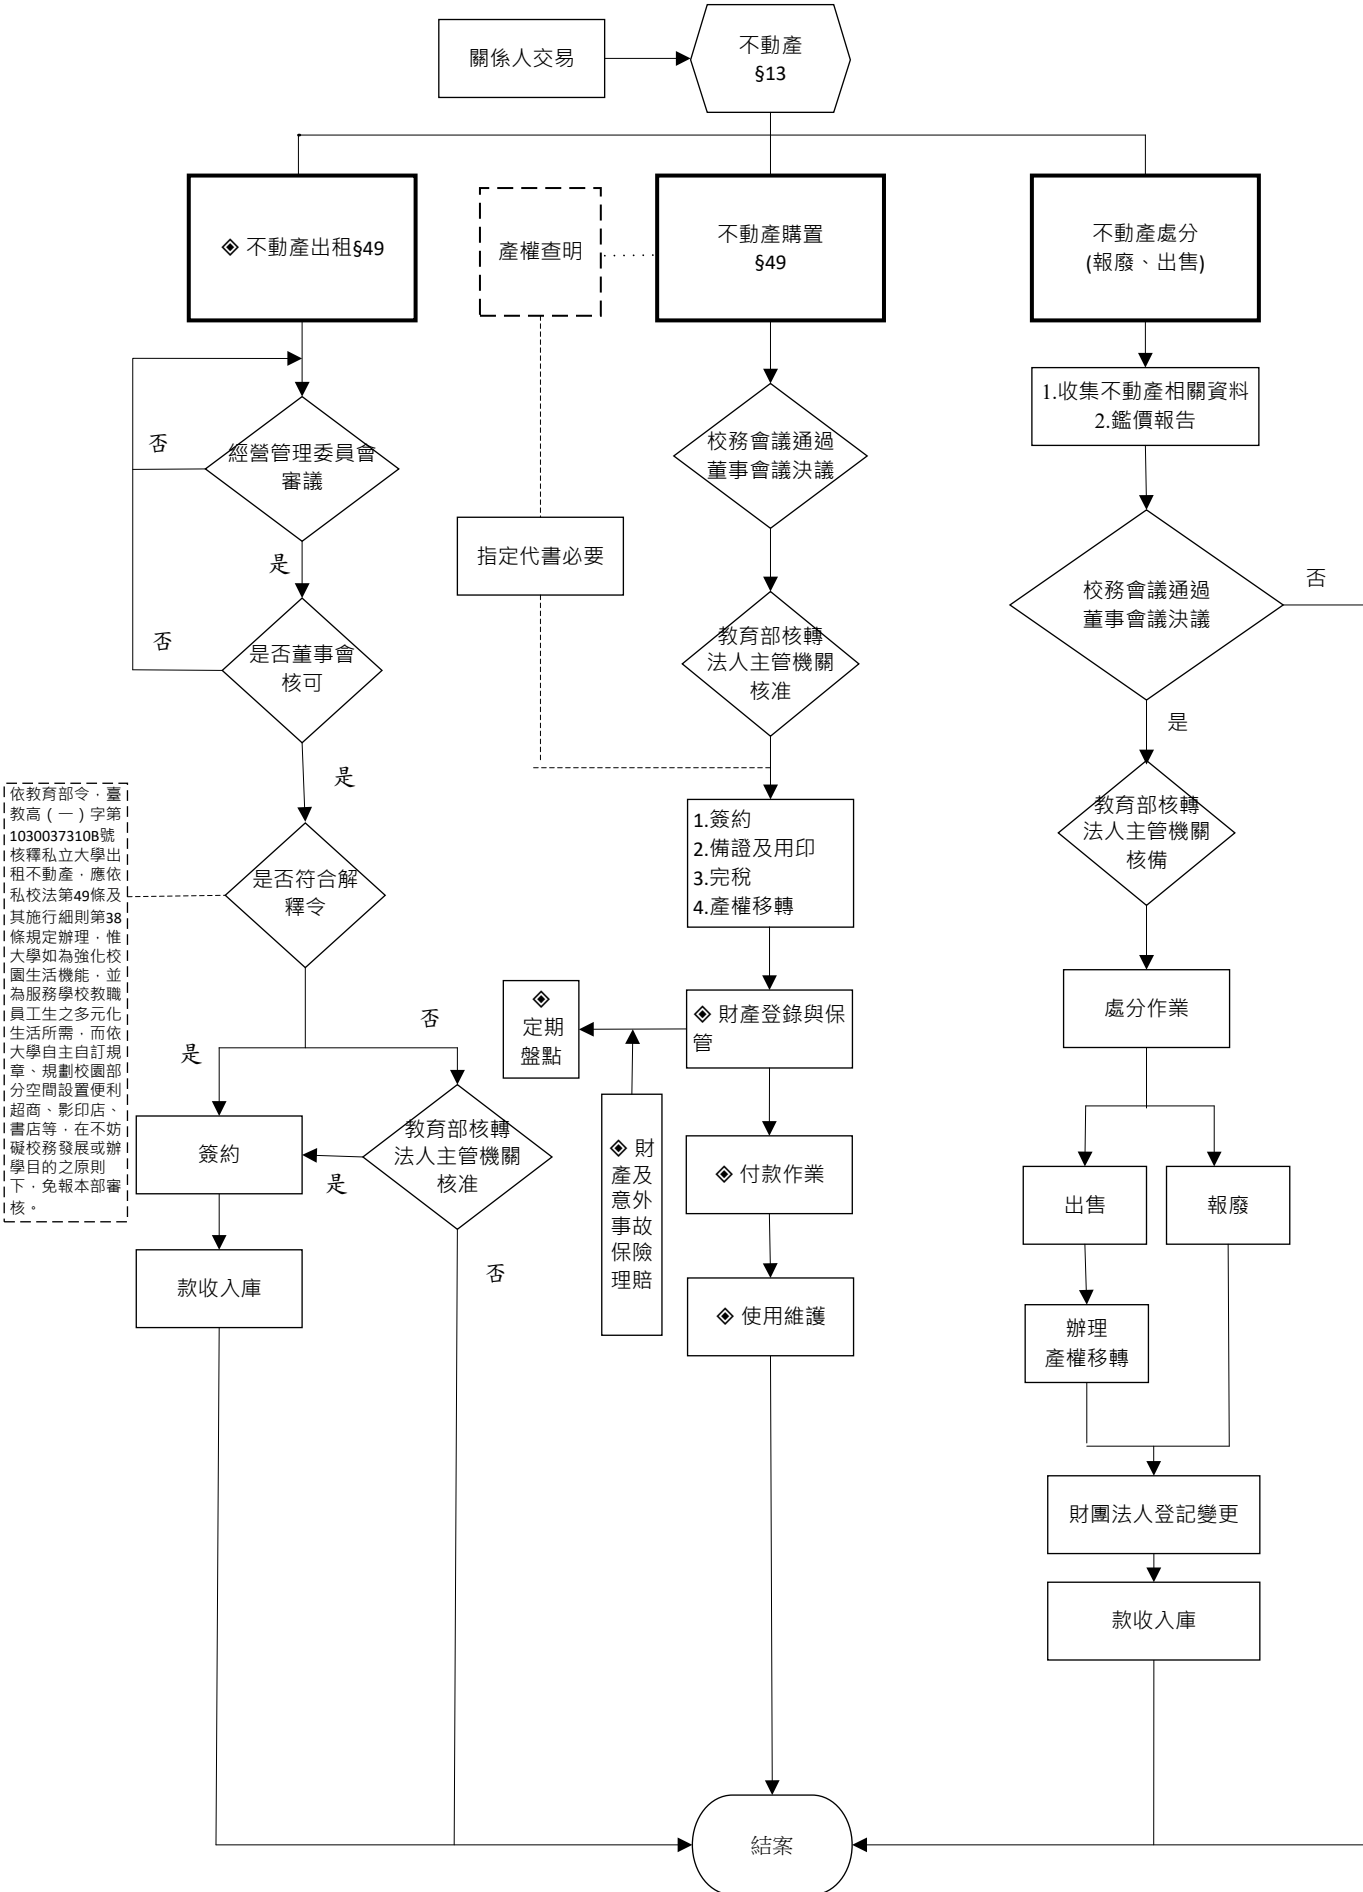 關係人交易
不動產
§13
◈ 不動產出租§49
產權查明
不動產購置
§49
不動產處分
(報廢、出售)
1.收集不動產相關資料
2.鑑價報告
否
經營管理委員會
審議
是
否
是否董事會
核可
是
依教育部令，臺
教高（一）字第
1030037310B號
核釋私立大學出
租不動產，應依
私校法第49條及
其施行細則第38
條規定辦理，惟
大學如為強化校
園生活機能，並
為服務學校教職
員工生之多元化
生活所需，而依
大學自主自訂規
章、規劃校園部
分空間設置便利
超商、影印店、
書店等，在不妨
礙校務發展或辦
學目的之原則
下，免報本部審
核。
是否符合解
釋令
是
否
簽約
是
教育部核轉
法人主管機關
核准
否
款收入庫
指定代書必要
校務會議通過
董事會議決議
教育部核轉
法人主管機關
核准
1.簽約
2.備證及用印
3.完稅
4.產權移轉
◈
定期
盤點
◈ 財產登錄與保
管
◈ 財
產及
意外
事故
保險
理賠
◈ 付款作業
◈ 使用維護
校務會議通過
董事會議決議
否
是
教育部核轉
法人主管機關
核備
處分作業
出售
報廢
辦理
產權移轉
財團法人登記變更
款收入庫
結案